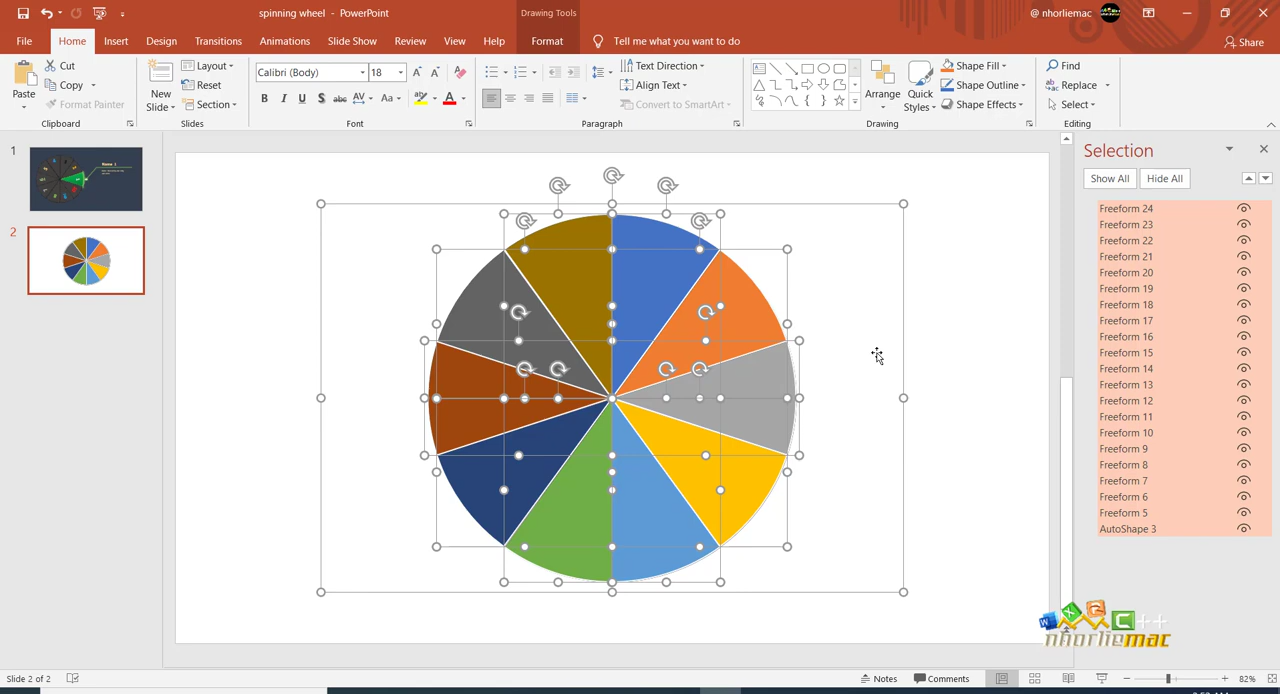 spinning wheel - PowerPoint
Drawing Tools
@ nhorliemac
File Home Insert Design Slide Show Transitions Animations Review View Help Format Tell me what you want to do
Share
Paste
Cut
Copy
Format Painter
Clipboard
New Slide
Layout
Reset
Section
Slides
Calibri (Body) 18
B I U S abc AV Aa A
Font
Text Direction
Align Text
Convert to SmartArt
Paragraph
Arrange
Quick Styles
Shape Fill
Shape Outline
Shape Effects
Drawing
Find
Replace
Select
Editing
1
2
Selection
Show All Hide All
Freeform 24
Freeform 23
Freeform 22
Freeform 21
Freeform 20
Freeform 19
Freeform 18
Freeform 17
Freeform 16
Freeform 15
Freeform 14
Freeform 13
Freeform 12
Freeform 11
Freeform 10
Freeform 9
Freeform 8
Freeform 7
Freeform 6
Freeform 5
AutoShape 3
W X C ++
nhorliemac
Slide 2 of 2
Notes Comments 82%